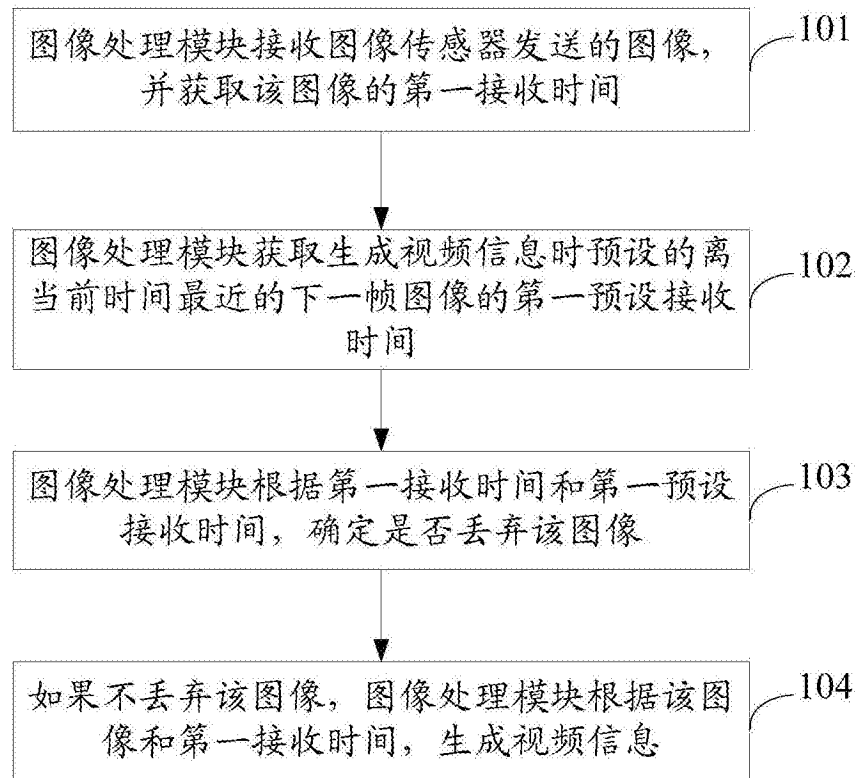 图像处理模块接收图像传感器发送的图像，
并获取该图像的第一接收时间
101
图像处理模块获取生成视频信息时预设的离
当前时间最近的下一帧图像的第一预设接收
时间
102
图像处理模块根据第一接收时间和第一预设
接收时间，确定是否丢弃该图像
103
如果不丢弃该图像，图像处理模块根据该图
像和第一接收时间，生成视频信息
104